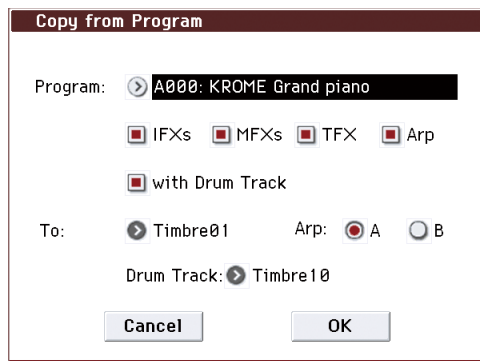 Copy from Program
Program: A000: KROME Grand piano
IFXs MFXs TFX Arp
with Drum Track
To: Timbre01 Arp: A B
Drum Track: Timbre10
Cancel OK